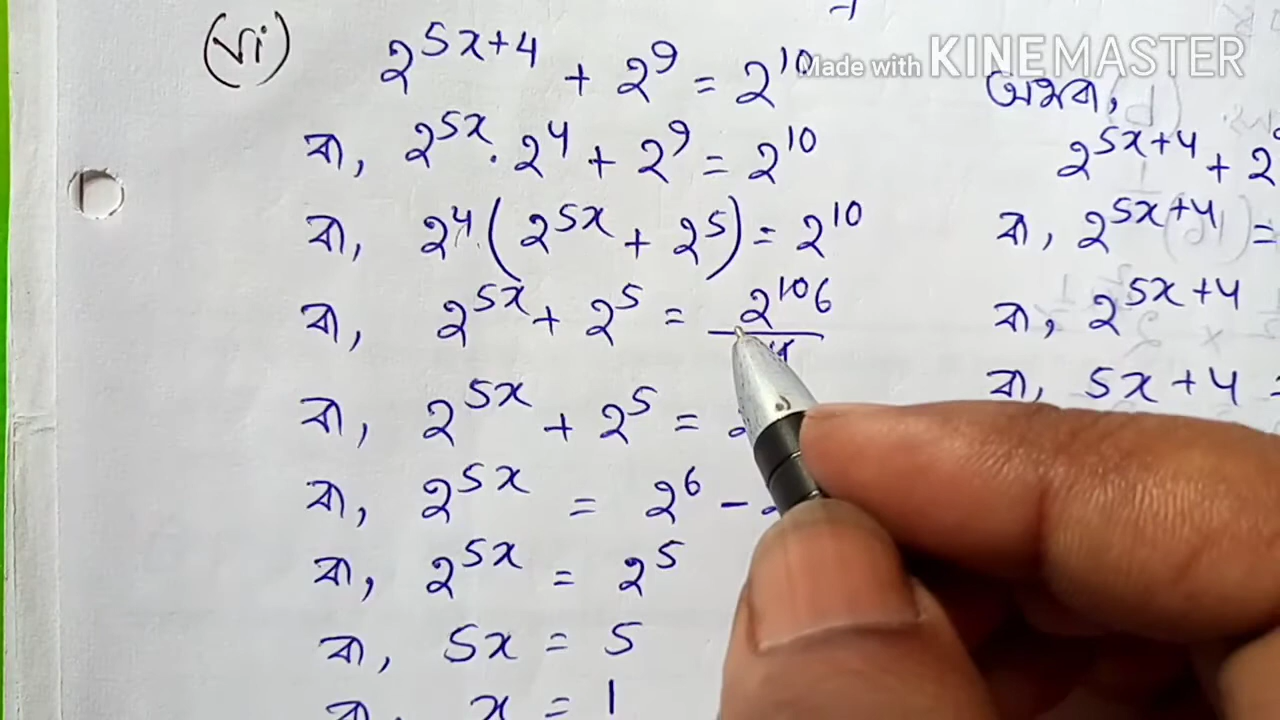 (vi) 2^{5x+4} + 2^9 = 2^{10}
বা, 2^{5x} · 2^4 + 2^9 = 2^{10}
বা, 2^4 (2^{5x} + 2^5) = 2^{10}
বা, 2^{5x} + 2^5 = 2^{10 6}
বা, 2^{5x} + 2^5 =
বা, 2^{5x} = 2^6 −
বা, 2^{5x} = 2^5
বা, 5x = 5
বা, x = 1
Made with KINEMASTER
অথবা,
2^{5x+4} + 2
বা, 2^{5x+4} =
বা, 2^{5x+4}
বা, 5x + 4